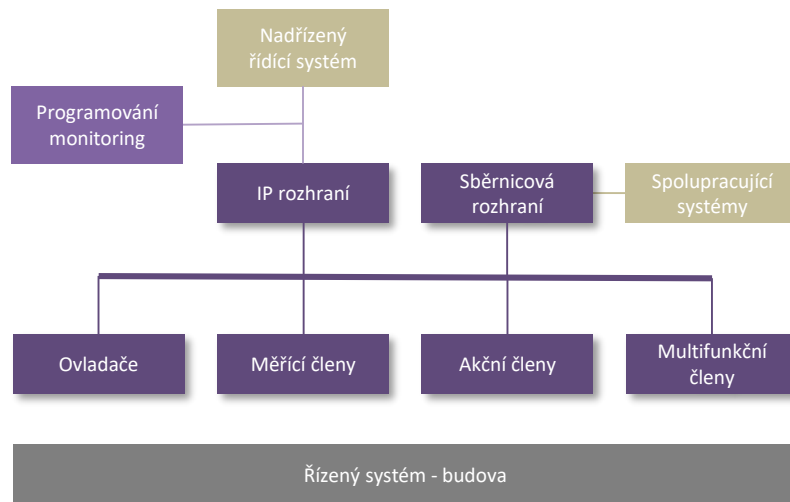 Nadřízený
řídící systém
Programování
monitoring
IP rozhraní
Sběrnicová
rozhraní
Spolupracující
systémy
Ovladače
Měřící členy
Akční členy
Multifunkční
členy
Řízený systém - budova